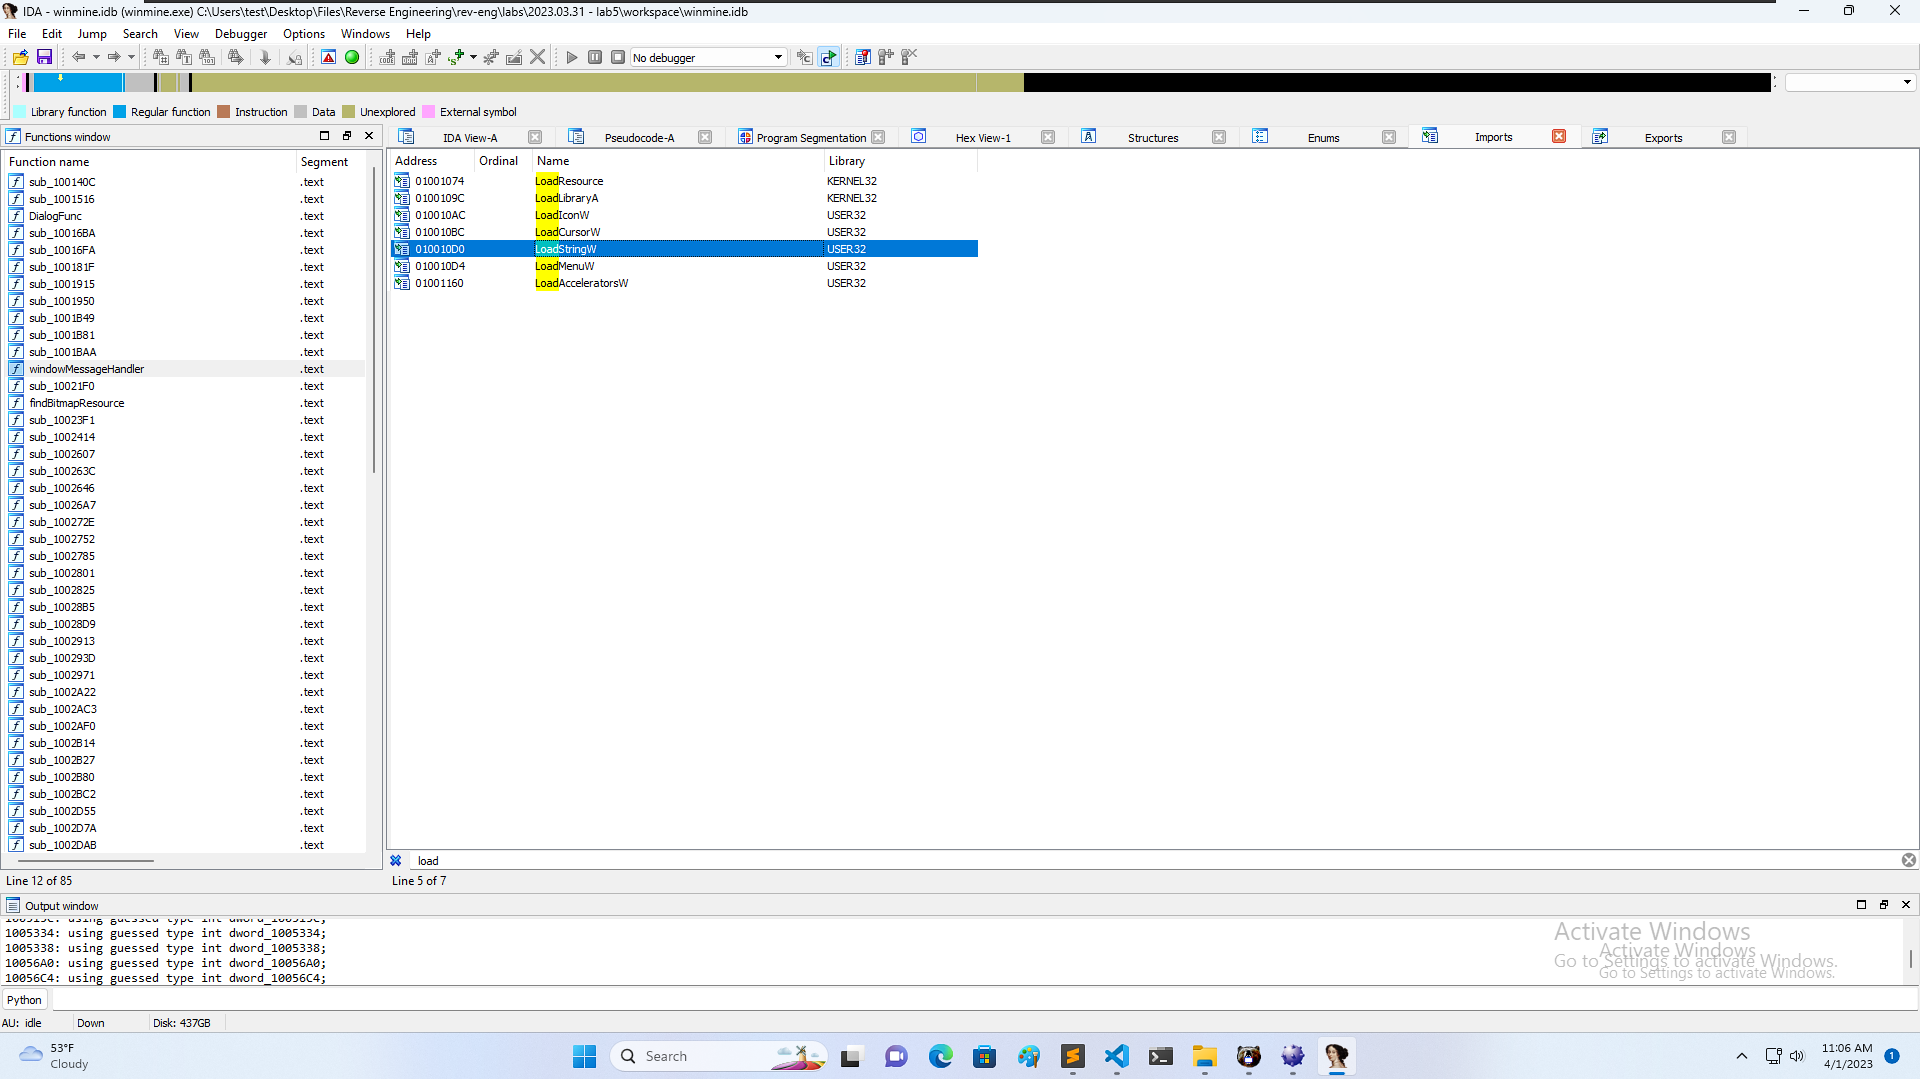 IDA - winmine.idb (winmine.exe) C:\Users\test\Desktop\Files\Reverse Engineering\rev-eng\labs\2023.03.31 - lab5\workspace\winmine.idb
File Edit Jump Search View Debugger Options Windows Help
No debugger
Library function Regular function Instruction Data Unexplored External symbol
Functions window
IDA View-A Pseudocode-A Program Segmentation Hex View-1 Structures Enums Imports Exports
Function name Segment
sub_100140C .text
sub_1001516 .text
DialogFunc .text
sub_10016BA .text
sub_10016FA .text
sub_100181F .text
sub_1001915 .text
sub_1001950 .text
sub_1001B49 .text
sub_1001B81 .text
sub_1001BAA .text
windowMessageHandler .text
sub_10021F0 .text
findBitmapResource .text
sub_10023F1 .text
sub_1002414 .text
sub_1002607 .text
sub_100263C .text
sub_1002646 .text
sub_10026A7 .text
sub_100272E .text
sub_1002752 .text
sub_1002785 .text
sub_1002801 .text
sub_1002825 .text
sub_10028B5 .text
sub_10028D9 .text
sub_1002913 .text
sub_100293D .text
sub_1002971 .text
sub_1002A22 .text
sub_1002AC3 .text
sub_1002AF0 .text
sub_1002B14 .text
sub_1002B27 .text
sub_1002B80 .text
sub_1002BC2 .text
sub_1002D55 .text
sub_1002D7A .text
sub_1002DAB .text
Line 12 of 85
Address Ordinal Name Library
01001074 LoadResource KERNEL32
0100109C LoadLibraryA KERNEL32
010010AC LoadIconW USER32
010010BC LoadCursorW USER32
010010D0 LoadStringW USER32
010010D4 LoadMenuW USER32
01001160 LoadAcceleratorsW USER32
load
Line 5 of 7
Output window
1005334: using guessed type int dword_1005334;
1005338: using guessed type int dword_1005338;
10056A0: using guessed type int dword_10056A0;
10056C4: using guessed type int dword_10056C4;
Activate Windows
Go to Settings to activate Windows.
Activate Windows
Go to Settings to activate Windows.
Python
AU: idle Down Disk: 437GB
53°F
Cloudy
Search
11:06 AM
4/1/2023
1